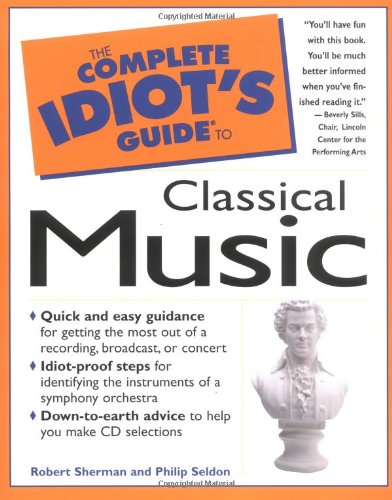 Copyrighted Material
THE
COMPLETE
IDIOT'S
GUIDE® TO
"You'll have fun
with this book.
You'll be much
better informed
when you've fin-
ished reading it."
— Beverly Sills,
Chair, Lincoln
Center for the
Performing Arts
Classical
Music
♦ Quick and easy guidance
for getting the most out of a
recording, broadcast, or concert
♦ Idiot-proof steps for
identifying the instruments of a
symphony orchestra
♦ Down-to-earth advice to help
you make CD selections
Robert Sherman and Philip Seldon
Copyrighted Material